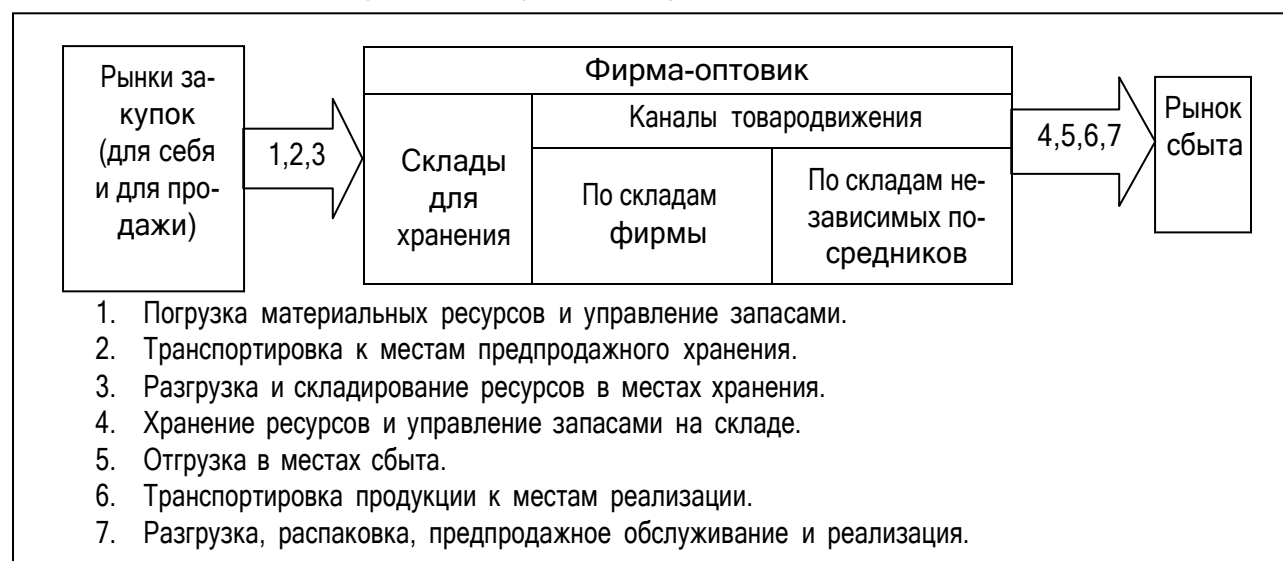 Рынки за-
купок
(для себя
и для про-
дажи)
1,2,3
Фирма-оптовик
Склады
для
хранения
Каналы товародвижения
По складам
фирмы
По складам не-
зависимых по-
средников
4,5,6,7
Рынок
сбыта
1. Погрузка материальных ресурсов и управление запасами.
2. Транспортировка к местам предпродажного хранения.
3. Разгрузка и складирование ресурсов в местах хранения.
4. Хранение ресурсов и управление запасами на складе.
5. Отгрузка в местах сбыта.
6. Транспортировка продукции к местам реализации.
7. Разгрузка, распаковка, предпродажное обслуживание и реализация.